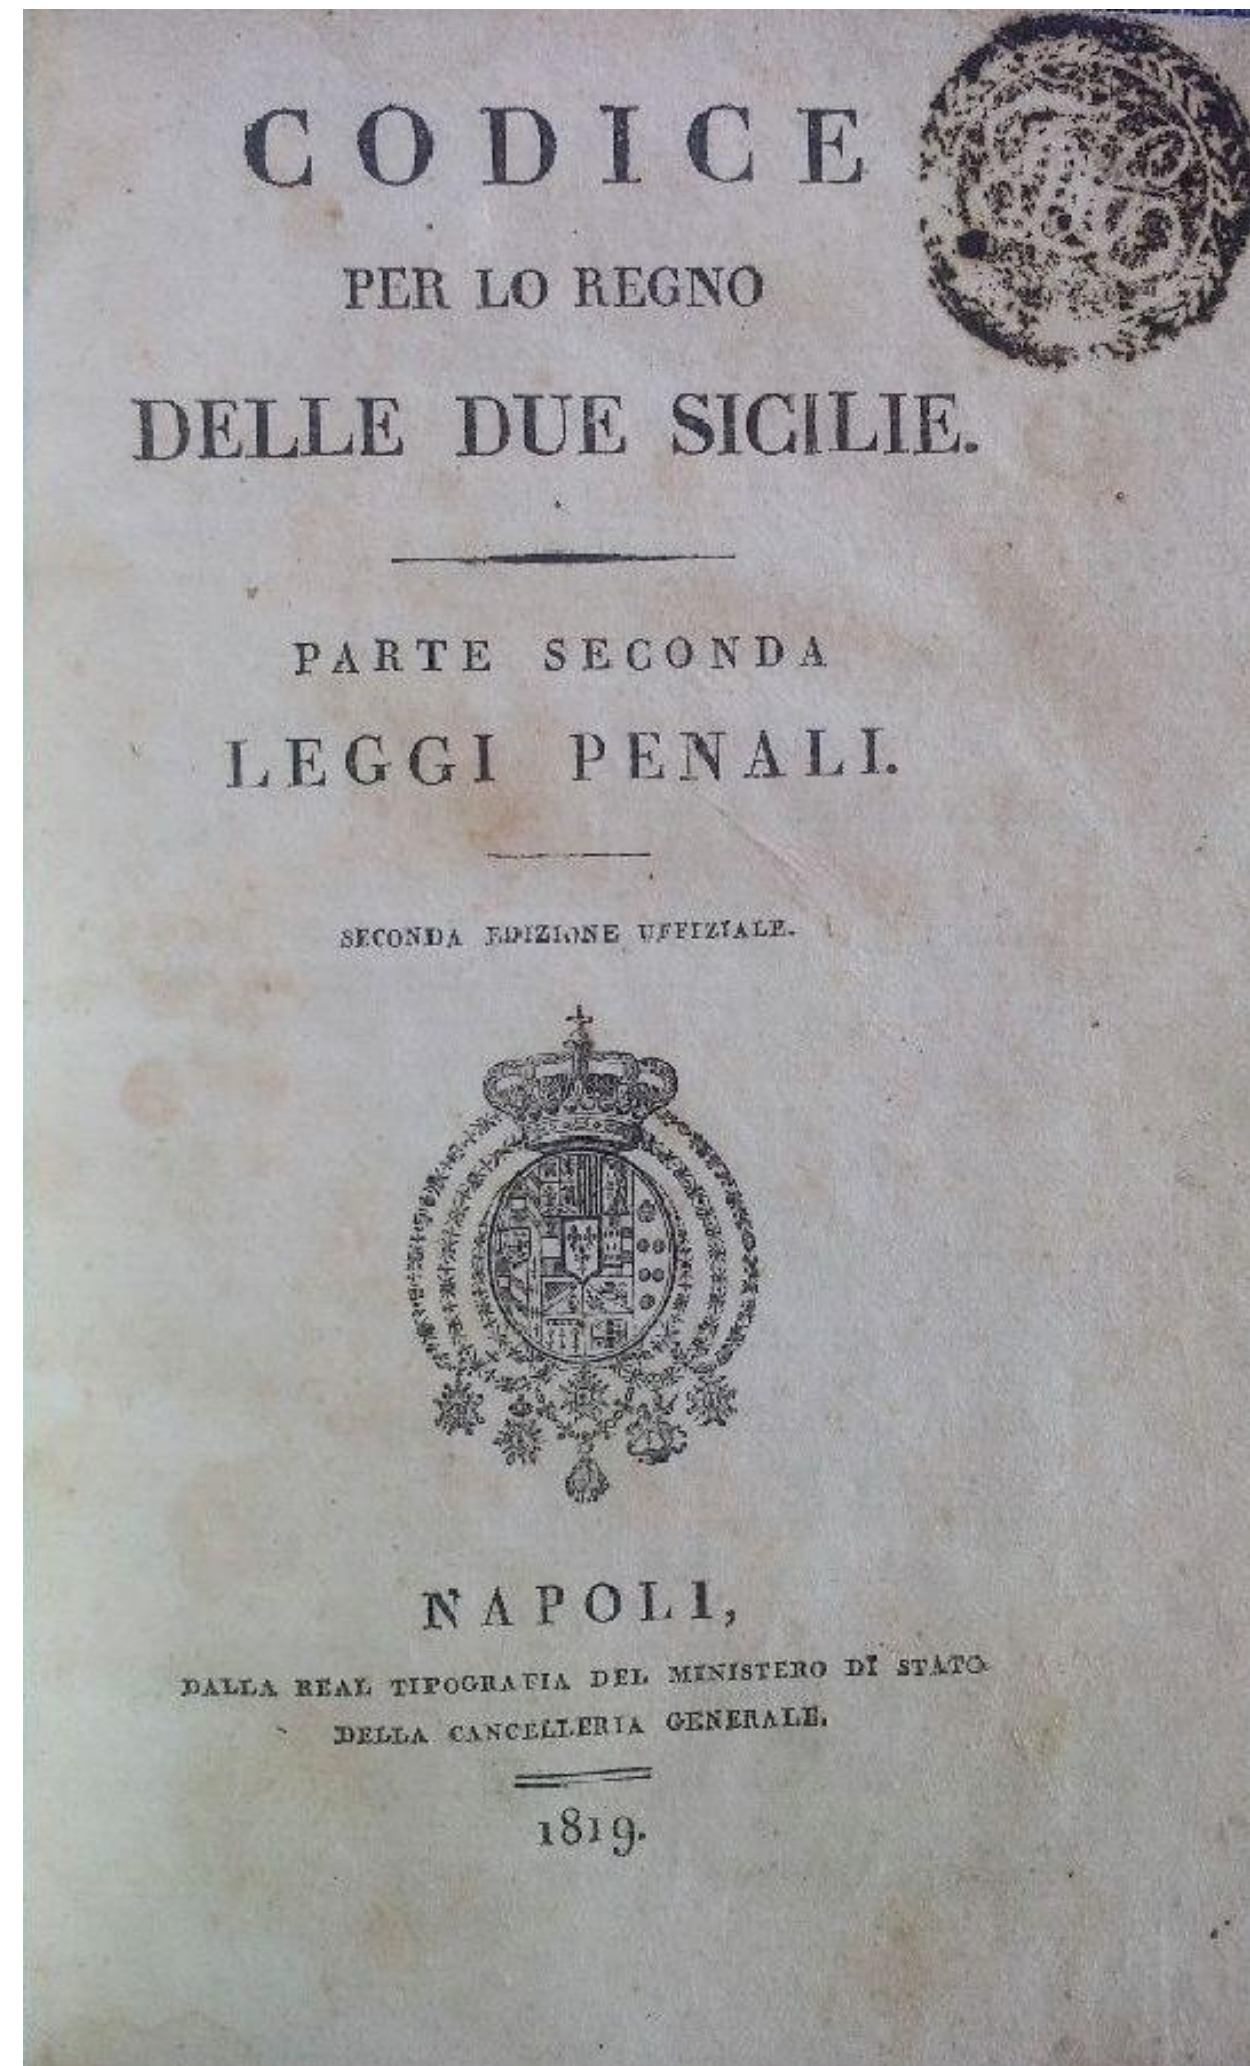 CODICE
PER LO REGNO
DELLE DUE SICILIE.
PARTE SECONDA
LEGGI PENALI.
SECONDA EDIZIONE UFFIZIALE.
NAPOLI,
DALLA REAL TIPOGRAFIA DEL MINISTERO DI STATO
DELLA CANCELLERIA GENERALE.
1819.